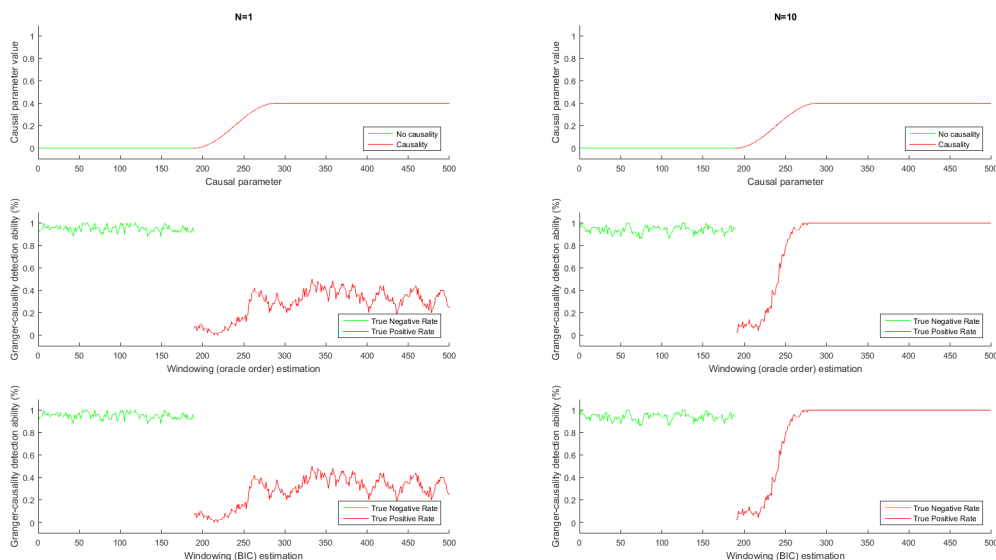 N=1
Causal parameter value
1
0.8
0.6
0.4
0.2
0
No causality
Causality
0 50 100 150 200 250 300 350 400 450 500
Causal parameter
N=10
Causal parameter value
1
0.8
0.6
0.4
0.2
0
No causality
Causality
0 50 100 150 200 250 300 350 400 450 500
Causal parameter
Granger-causality detection ability (%)
1
0.8
0.6
0.4
0.2
0
True Negative Rate
True Positive Rate
0 50 100 150 200 250 300 350 400 450 500
Windowing (oracle order) estimation
Granger-causality detection ability (%)
1
0.8
0.6
0.4
0.2
0
True Negative Rate
True Positive Rate
0 50 100 150 200 250 300 350 400 450 500
Windowing (oracle order) estimation
Granger-causality detection ability (%)
1
0.8
0.6
0.4
0.2
0
True Negative Rate
True Positive Rate
0 50 100 150 200 250 300 350 400 450 500
Windowing (BIC) estimation
Granger-causality detection ability (%)
1
0.8
0.6
0.4
0.2
0
True Negative Rate
True Positive Rate
0 50 100 150 200 250 300 350 400 450 500
Windowing (BIC) estimation